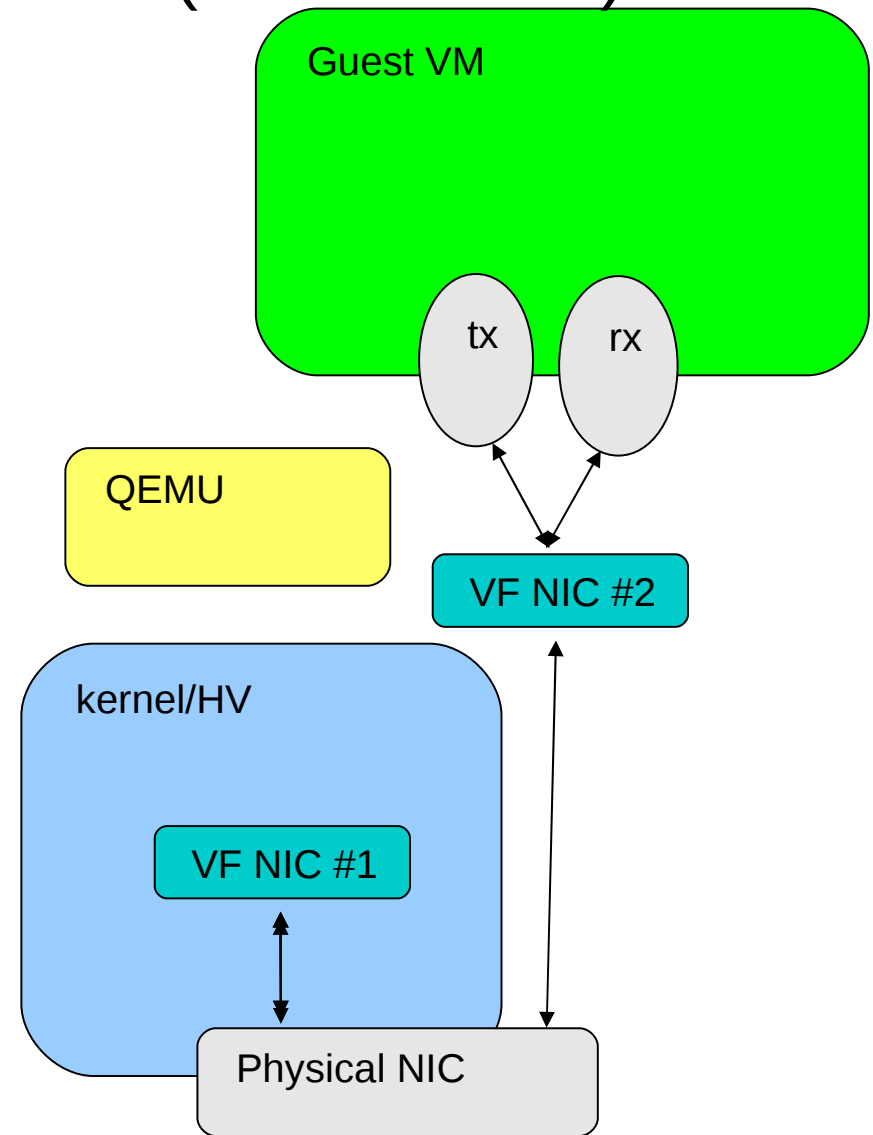 Guest VM
tx
rx
QEMU
VF NIC #2
kernel/HV
VF NIC #1
Physical NIC